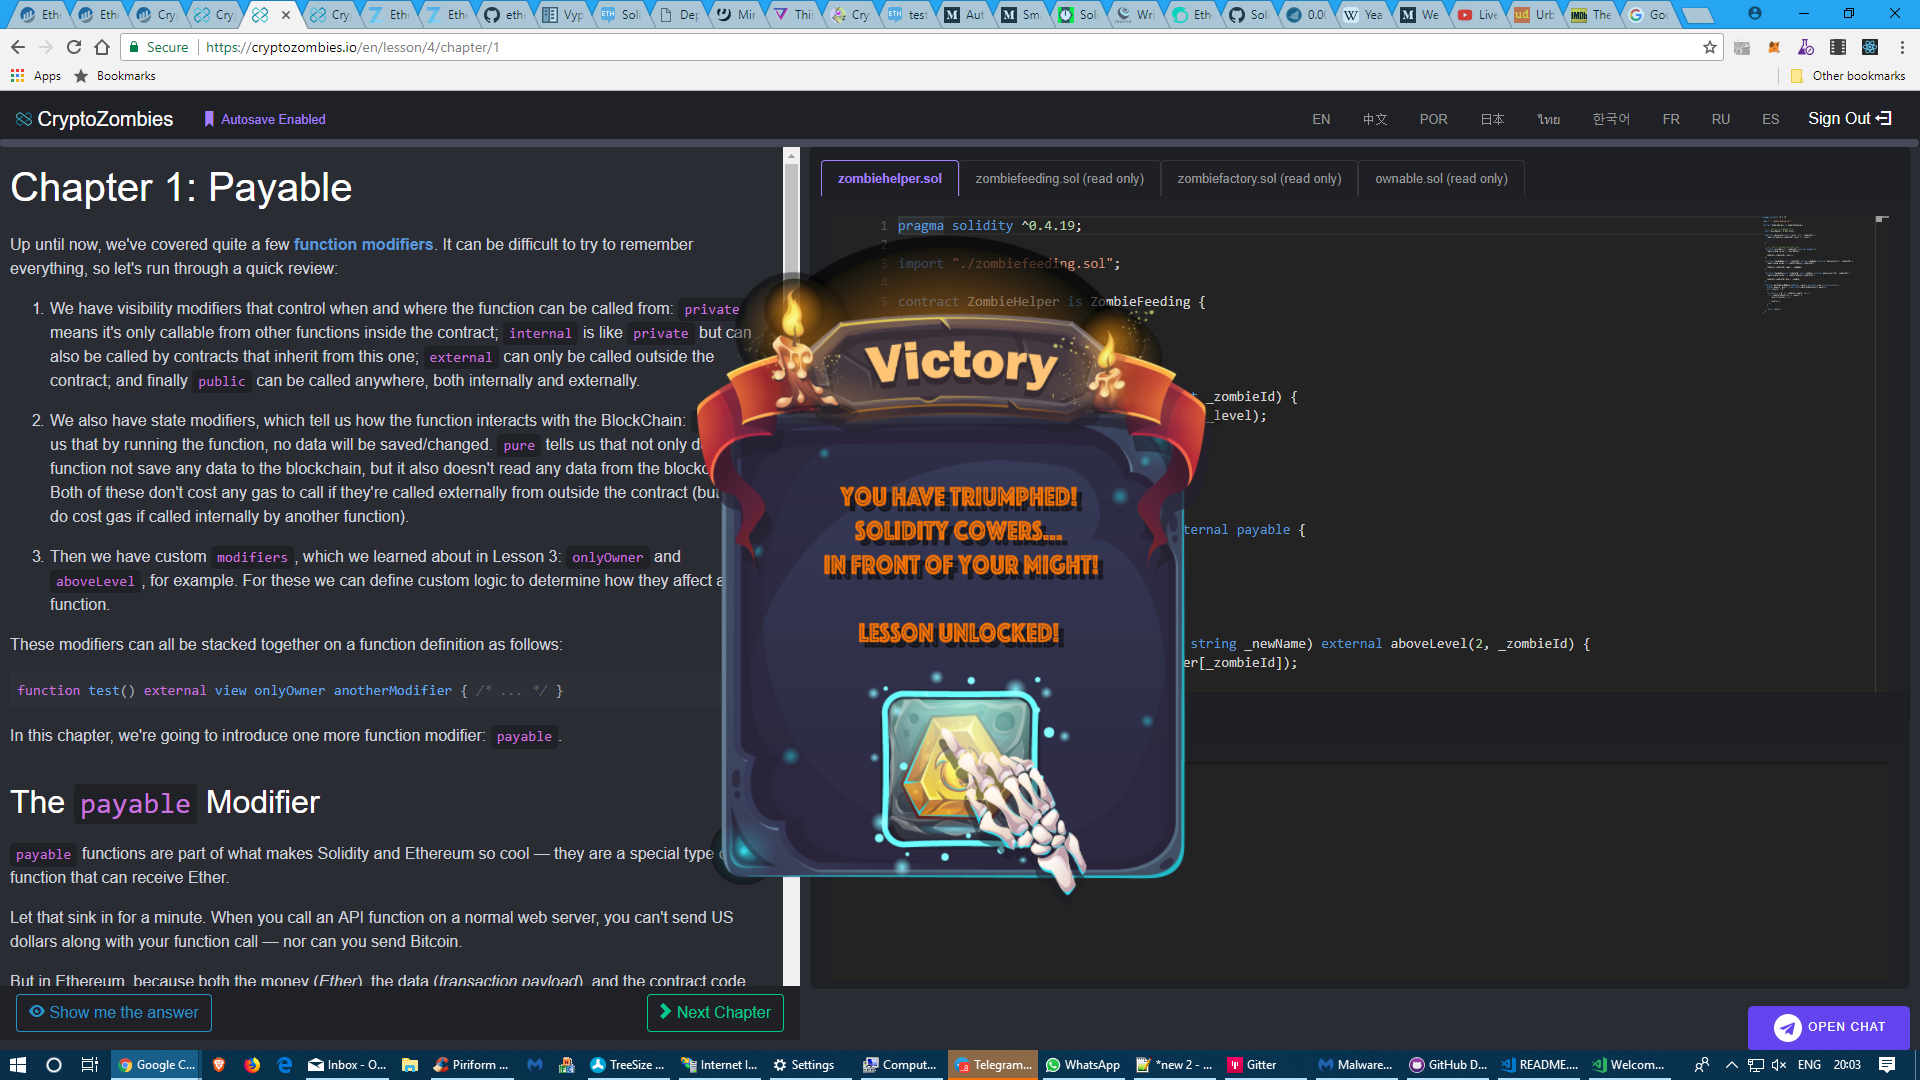 Eth
Eth
Cry
Cry
Cry
Eth
Eth
eth
Vyp
Soli
Dep
Mir
Thi
Cry
test
Aut
Sm
Sol
Wri
Eth
Soli
0.0
Yea
We
Live
Urb
The
Goo
Secure
https://cryptozombies.io/en/lesson/4/chapter/1
Apps
Bookmarks
Other bookmarks
CryptoZombies
Autosave Enabled
EN
中文
POR
日本
ไทย
한국어
FR
RU
ES
Sign Out
Chapter 1: Payable
Up until now, we've covered quite a few function modifiers. It can be difficult to try to remember
everything, so let's run through a quick review:
1. We have visibility modifiers that control when and where the function can be called from: private
means it's only callable from other functions inside the contract; internal is like private but can
also be called by contracts that inherit from this one; external can only be called outside the
contract; and finally public can be called anywhere, both internally and externally.
2. We also have state modifiers, which tell us how the function interacts with the BlockChain:
us that by running the function, no data will be saved/changed. pure tells us that not only d
function not save any data to the blockchain, but it also doesn't read any data from the blockc
Both of these don't cost any gas to call if they're called externally from outside the contract (but
do cost gas if called internally by another function).
3. Then we have custom modifiers, which we learned about in Lesson 3: onlyOwner and
aboveLevel, for example. For these we can define custom logic to determine how they affect a
function.
These modifiers can all be stacked together on a function definition as follows:
function test() external view onlyOwner anotherModifier { /* ... */ }
In this chapter, we're going to introduce one more function modifier: payable.
The payable Modifier
payable functions are part of what makes Solidity and Ethereum so cool — they are a special type o
function that can receive Ether.
Let that sink in for a minute. When you call an API function on a normal web server, you can't send US
dollars along with your function call — nor can you send Bitcoin.
But in Ethereum, because both the money (Ether), the data (transaction payload), and the contract code
Show me the answer
Next Chapter
zombiehelper.sol
zombiefeeding.sol (read only)
zombiefactory.sol (read only)
ownable.sol (read only)
1 pragma solidity ^0.4.19;
2
3 import "./zombiefeeding.sol";
4
5 contract ZombieHelper is ZombieFeeding {
t _zombieId) {
_level);
ternal payable {
string _newName) external aboveLevel(2, _zombieId) {
er[_zombieId]);
Victory
YOU HAVE TRIUMPHED!
SOLIDITY COWERS...
IN FRONT OF YOUR MIGHT!
LESSON UNLOCKED!
OPEN CHAT
Google C...
Inbox - O...
Piriform ...
TreeSize ...
Internet I...
Settings
Comput...
Telegram...
WhatsApp
*new 2 - ...
Gitter
Malware...
GitHub D...
README....
Welcom...
ENG
20:03